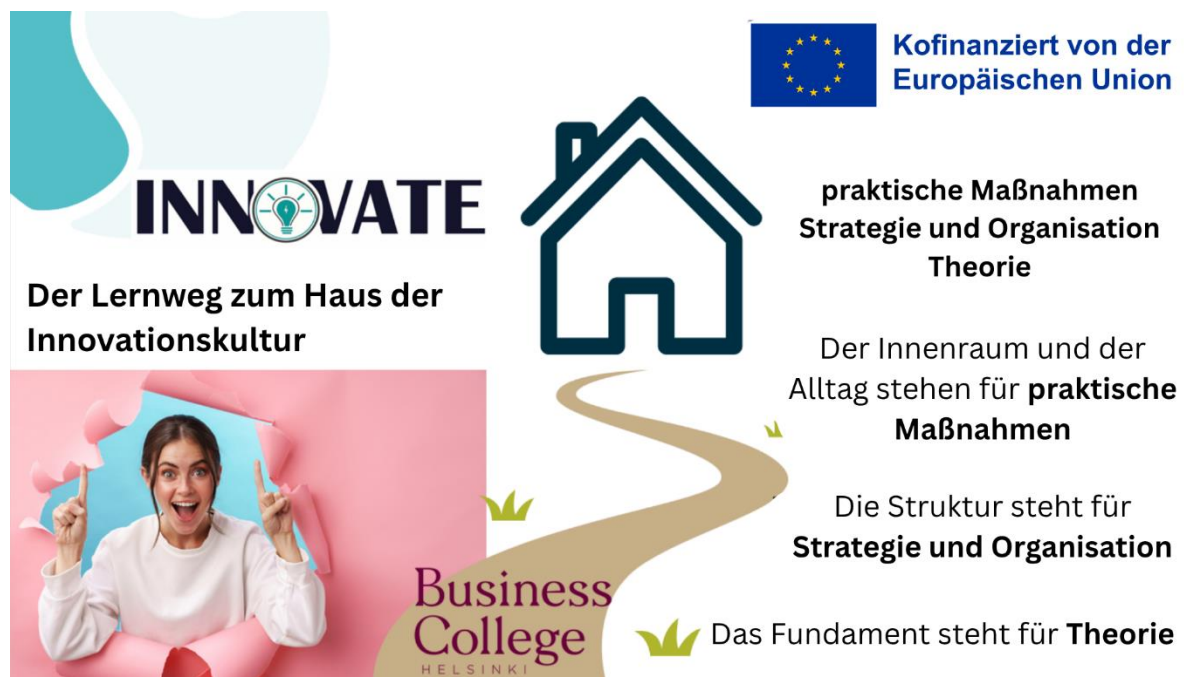 Kofinanziert von der
Europäischen Union
INNOVATE
Der Lernweg zum Haus der
Innovationskultur
praktische Maßnahmen
Strategie und Organisation
Theorie
Der Innenraum und der
Alltag stehen für praktische
Maßnahmen
Die Struktur steht für
Strategie und Organisation
Das Fundament steht für Theorie
Business
College
HELSINKI